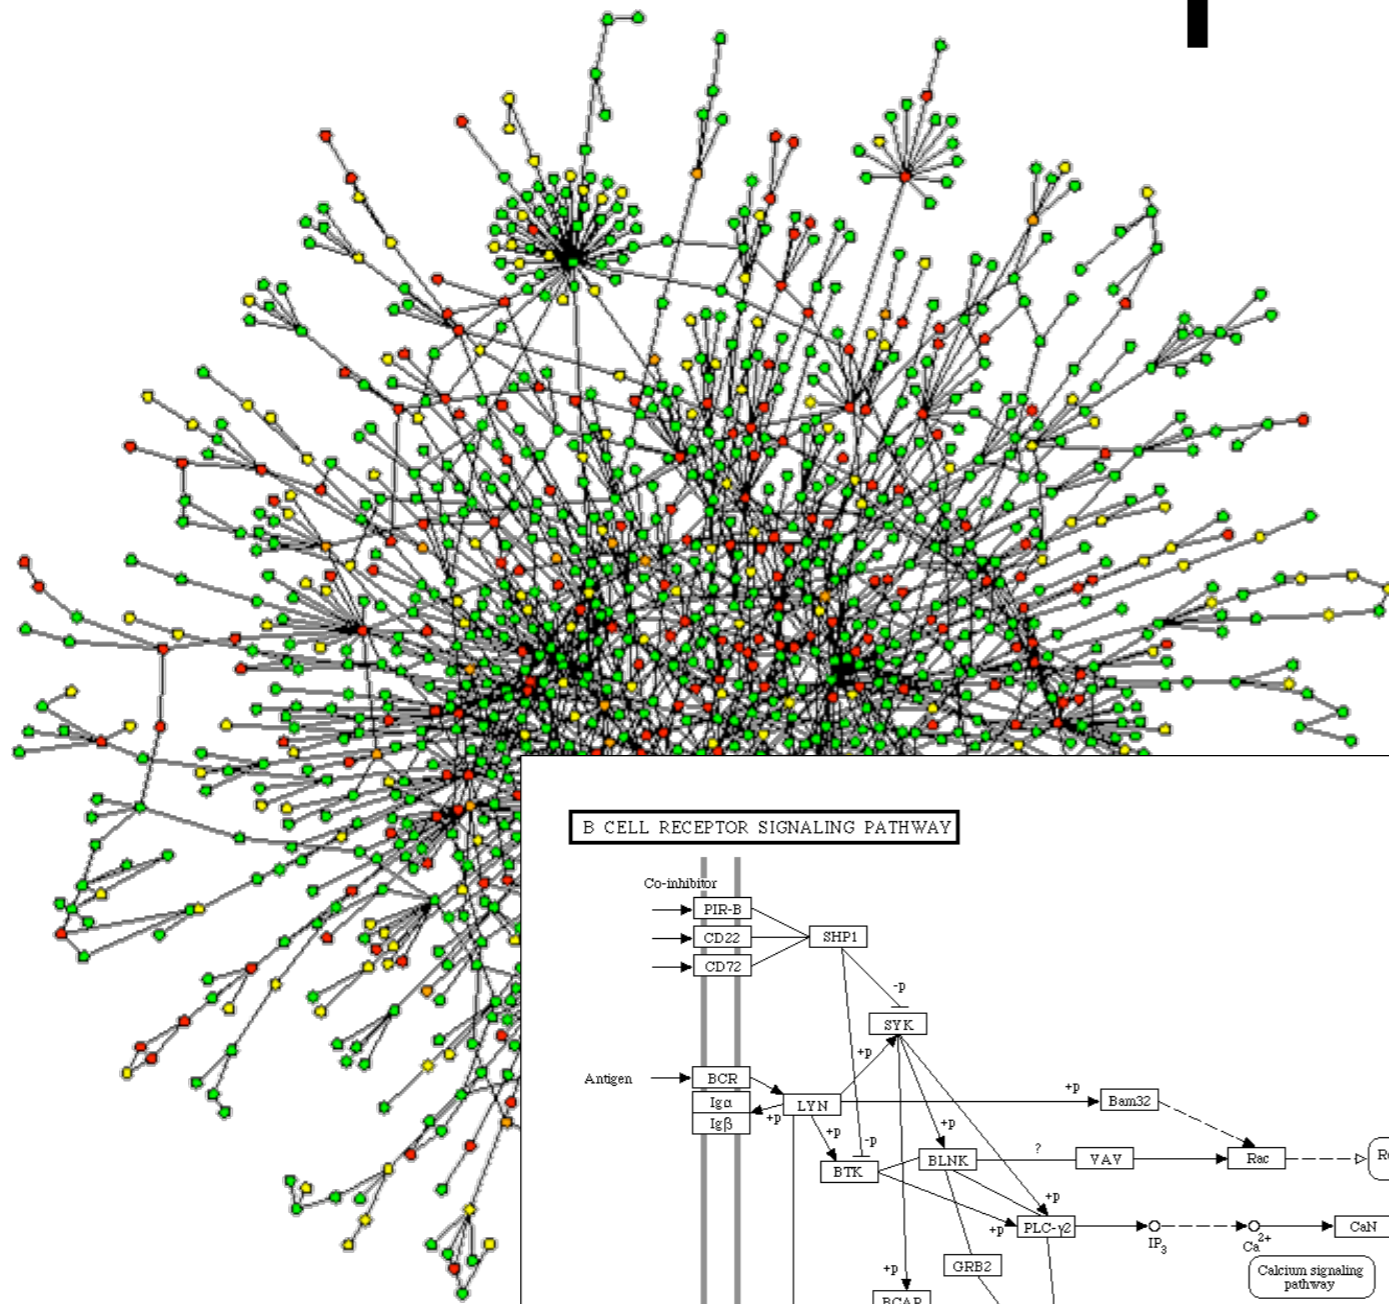 B CELL RECEPTOR SIGNALING PATHWAY
Co-inhibitor
PIR-B
CD22
SHP1
CD72
-p
SYK
+p
Antigen
BCR
+p
Igα
LYN
Bam32
+p
Igβ
+p
+p
-p
?
BTK
BLNK
VAV
Rac
+p
+p
PLC-γ2
CaN
IP3
Ca2+
GRB2
+p
Calcium signaling
pathway
BCAP